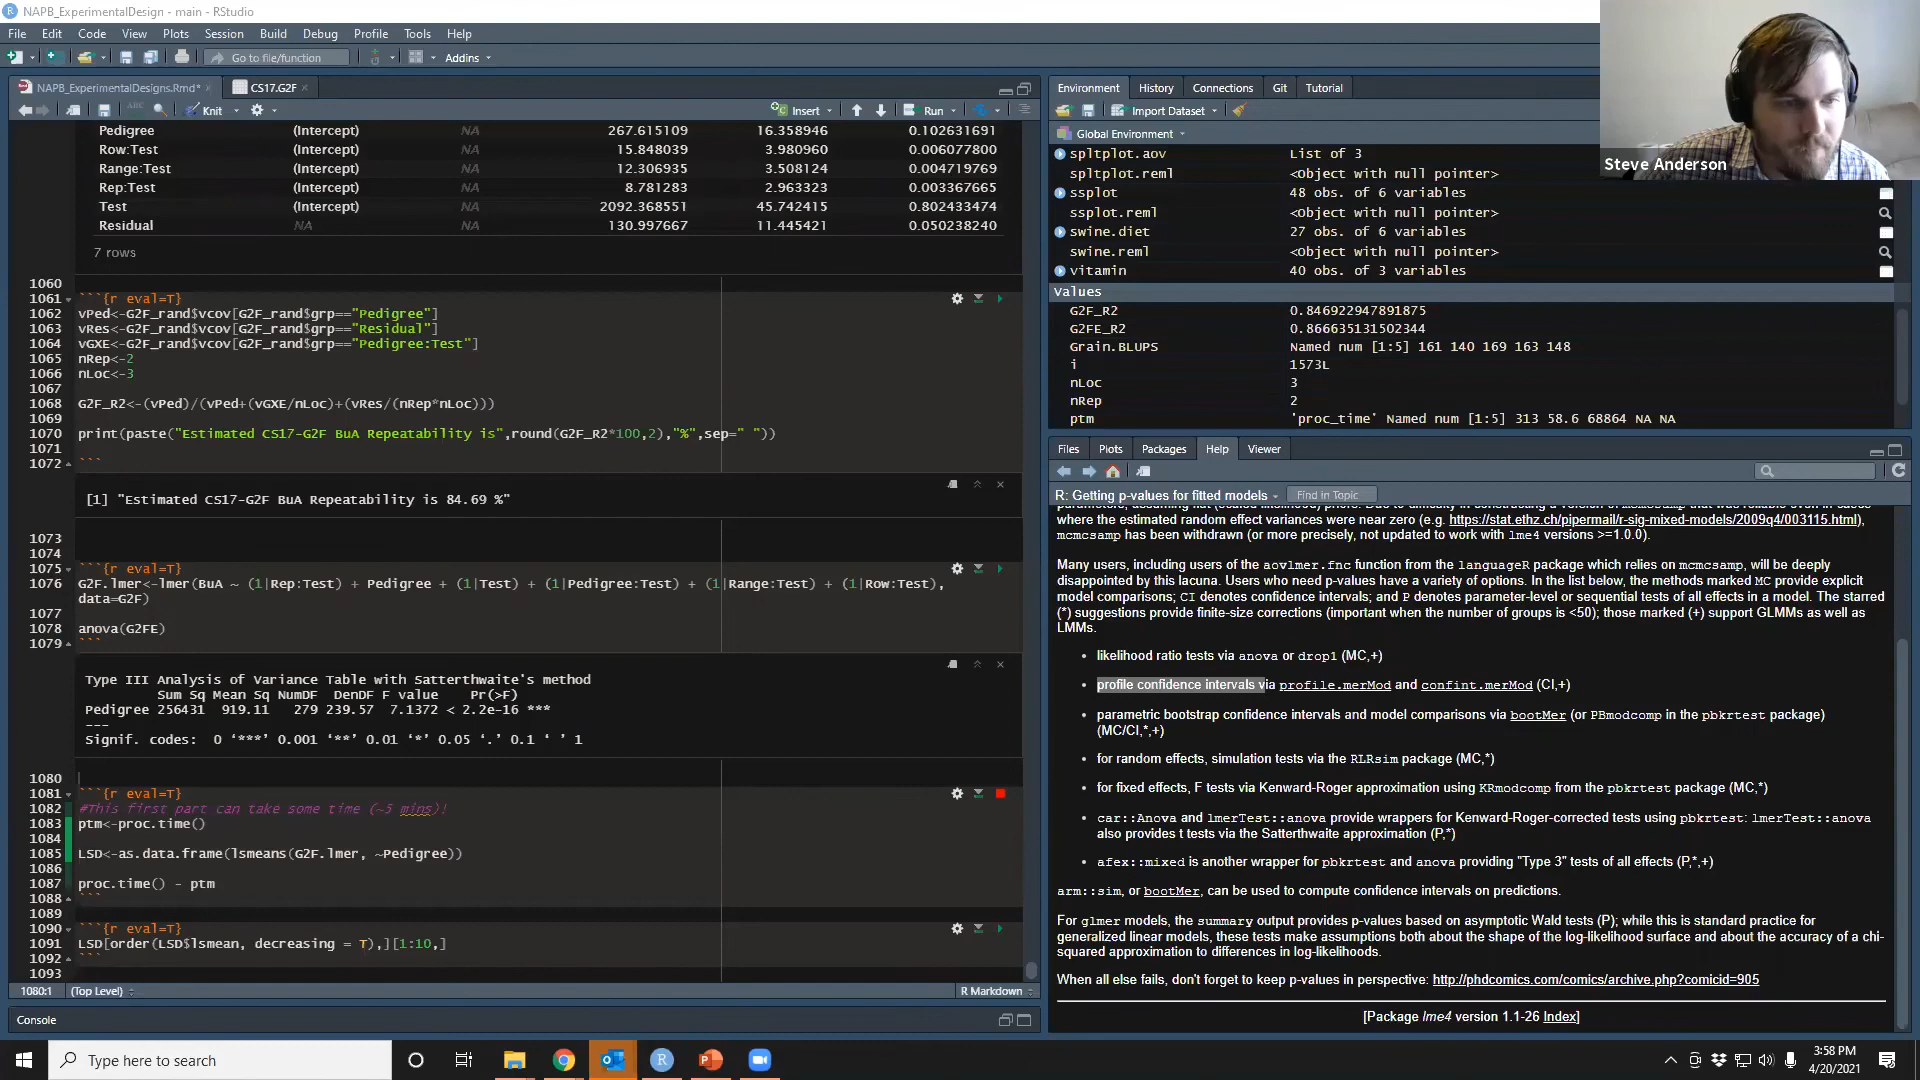 NAPB_ExperimentalDesign - main - RStudio
File Edit Code View Plots Session Build Debug Profile Tools Help
Go to file/function Addins
NAPB_ExperimentalDesigns.Rmd* CS17.G2F
Knit Insert Run
Pedigree (Intercept) NA 267.615109 16.358946 0.102631691
Row:Test (Intercept) NA 15.848039 3.980960 0.006077800
Range:Test (Intercept) NA 12.306935 3.508124 0.004719769
Rep:Test (Intercept) NA 8.781283 2.963323 0.003367665
Test (Intercept) NA 2092.368551 45.742415 0.802433474
Residual NA NA 130.997667 11.445421 0.050238240
7 rows
1060
1061 ```{r eval=T}
1062 vPed<-G2F_rand$vcov[G2F_rand$grp=="Pedigree"]
1063 vRes<-G2F_rand$vcov[G2F_rand$grp=="Residual"]
1064 vGXE<-G2F_rand$vcov[G2F_rand$grp=="Pedigree:Test"]
1065 nRep<-2
1066 nLoc<-3
1067
1068 G2F_R2<-(vPed)/(vPed+(vGXE/nLoc)+(vRes/(nRep*nLoc)))
1069
1070 print(paste("Estimated CS17-G2F BuA Repeatability is",round(G2F_R2*100,2),"%",sep=" "))
1071
1072 ```
[1] "Estimated CS17-G2F BuA Repeatability is 84.69 %"
1073
1074
1075 ```{r eval=T}
1076 G2F.lmer<-lmer(BuA ~ (1|Rep:Test) + Pedigree + (1|Test) + (1|Pedigree:Test) + (1|Range:Test) + (1|Row:Test),
data=G2F)
1077
1078 anova(G2FE)
1079 ```
Type III Analysis of Variance Table with Satterthwaite's method
Sum Sq Mean Sq NumDF DenDF F value Pr(>F)
Pedigree 256431 919.11 279 239.57 7.1372 < 2.2e-16 ***
---
Signif. codes: 0 ‘***’ 0.001 ‘**’ 0.01 ‘*’ 0.05 ‘.’ 0.1 ‘ ’ 1
1080
1081 ```{r eval=T}
1082 #This first part can take some time (~5 mins)!
1083 ptm<-proc.time()
1084
1085 LSD<-as.data.frame(lsmeans(G2F.lmer, ~Pedigree))
1086
1087 proc.time() - ptm
1088 ```
1089
1090 ```{r eval=T}
1091 LSD[order(LSD$lsmean, decreasing = T),][1:10,]
1092 ```
1093
1080:1 (Top Level) R Markdown
Console
Environment History Connections Git Tutorial
Import Dataset
Global Environment
spltplot.aov List of 3
spltplot.reml <Object with null pointer>
ssplot 48 obs. of 6 variables
ssplot.reml <Object with null pointer>
swine.diet 27 obs. of 6 variables
swine.reml <Object with null pointer>
vitamin 40 obs. of 3 variables
Values
G2F_R2 0.846922947891875
G2FE_R2 0.866635131502344
Grain.BLUPS Named num [1:5] 161 140 169 163 148
i 1573L
nLoc 3
nRep 2
ptm 'proc_time' Named num [1:5] 313 58.6 68864 NA NA
Steve Anderson
Files Plots Packages Help Viewer
R: Getting p-values for fitted models Find in Topic
where the estimated random effect variances were near zero (e.g. https://stat.ethz.ch/pipermail/r-sig-mixed-models/2009q4/003115.html),
mcmcsamp has been withdrawn (or more precisely, not updated to work with lme4 versions >=1.0.0).
Many users, including users of the aovlmer.fnc function from the languageR package which relies on mcmcsamp, will be deeply
disappointed by this lacuna. Users who need p-values have a variety of options. In the list below, the methods marked MC provide explicit
model comparisons; CI denotes confidence intervals; and P denotes parameter-level or sequential tests of all effects in a model. The starred
(*) suggestions provide finite-size corrections (important when the number of groups is <50); those marked (+) support GLMMs as well as
LMMs.
• likelihood ratio tests via anova or drop1 (MC,+)
• profile confidence intervals via profile.merMod and confint.merMod (CI,+)
• parametric bootstrap confidence intervals and model comparisons via bootMer (or PBmodcomp in the pbkrtest package)
(MC/CI,*,+)
• for random effects, simulation tests via the RLRsim package (MC,*)
• for fixed effects, F tests via Kenward-Roger approximation using KRmodcomp from the pbkrtest package (MC,*)
• car::Anova and lmerTest::anova provide wrappers for Kenward-Roger-corrected tests using pbkrtest: lmerTest::anova
also provides t tests via the Satterthwaite approximation (P,*)
• afex::mixed is another wrapper for pbkrtest and anova providing "Type 3" tests of all effects (P,*,+)
arm::sim, or bootMer, can be used to compute confidence intervals on predictions.
For glmer models, the summary output provides p-values based on asymptotic Wald tests (P); while this is standard practice for
generalized linear models, these tests make assumptions both about the shape of the log-likelihood surface and about the accuracy of a chi-
squared approximation to differences in log-likelihoods.
When all else fails, don't forget to keep p-values in perspective: http://phdcomics.com/comics/archive.php?comicid=905
[Package lme4 version 1.1-26 Index]
Type here to search
3:58 PM
4/20/2021